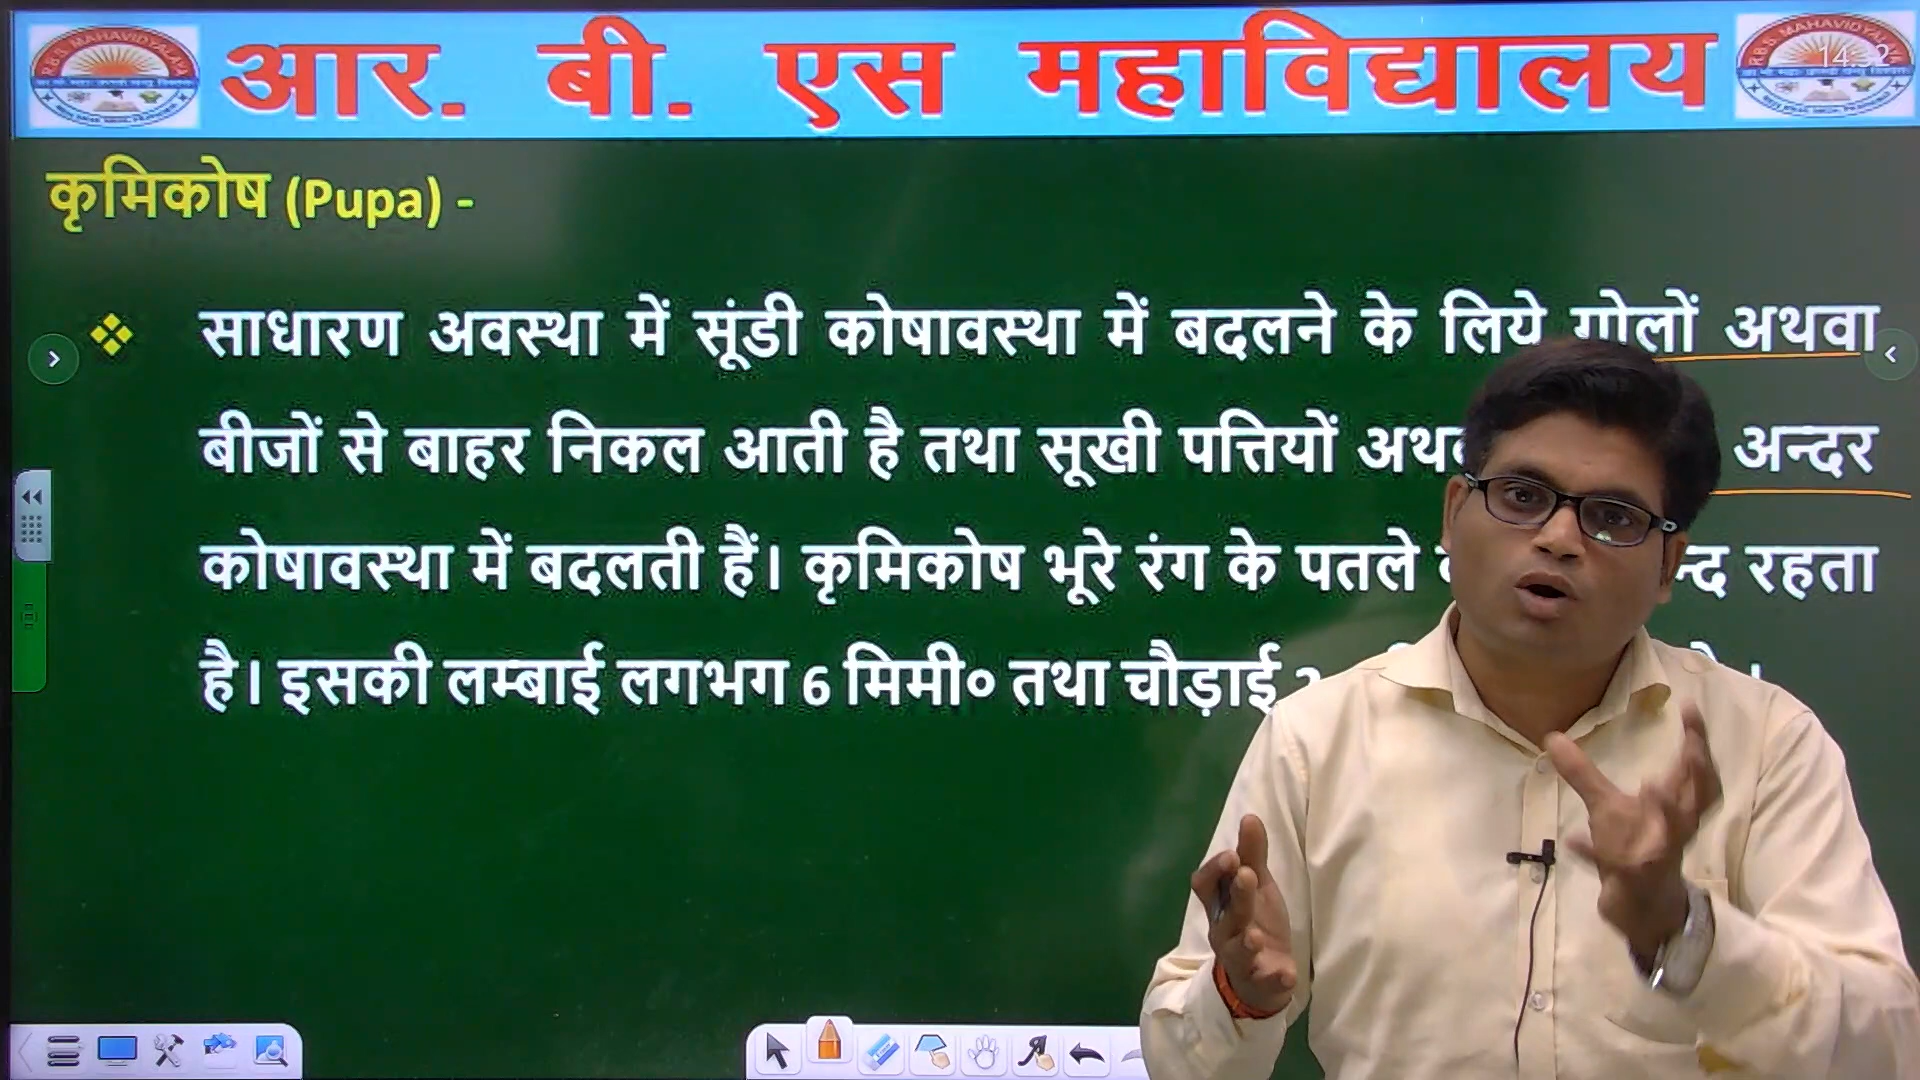 आर. बी. एस महाविद्यालय
R.B.S. MAHAVIDYALAYA
कृमिकोष (Pupa) -
साधारण अवस्था में सूंडी कोषावस्था में बदलने के लिये गोलों अथवा
बीजों से बाहर निकल आती है तथा सूखी पत्तियों अन्दर
कोषावस्था में बदलती हैं। कृमिकोष भूरे रंग के पतले रहता
है। इसकी लम्बाई लगभग 6 मिमी० तथा चौड़ाई